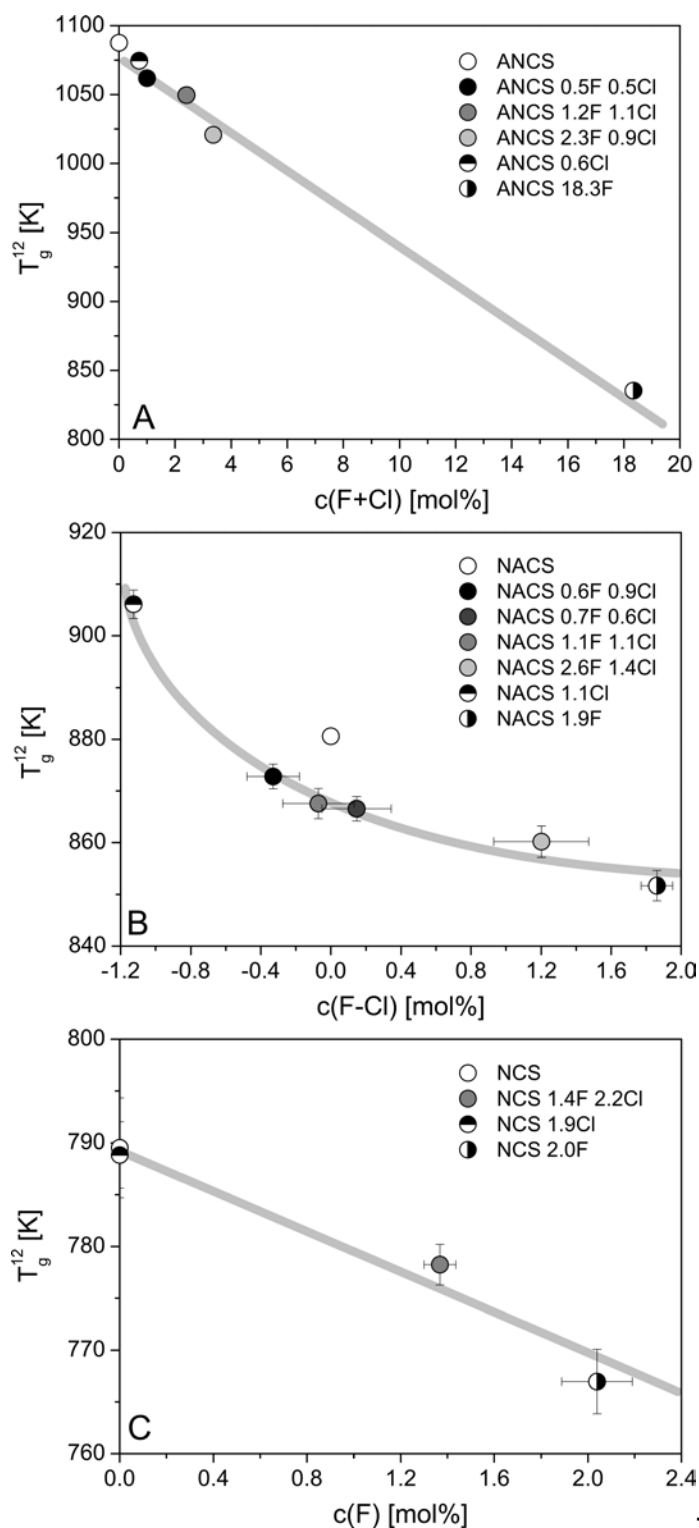 1100
1050
1000
950
900
850
800
T_g^12 [K]
ANCS
ANCS 0.5F 0.5Cl
ANCS 1.2F 1.1Cl
ANCS 2.3F 0.9Cl
ANCS 0.6Cl
ANCS 18.3F
A
0 2 4 6 8 10 12 14 16 18 20
c(F+Cl) [mol%]
920
900
880
860
840
T_g^12 [K]
NACS
NACS 0.6F 0.9Cl
NACS 0.7F 0.6Cl
NACS 1.1F 1.1Cl
NACS 2.6F 1.4Cl
NACS 1.1Cl
NACS 1.9F
B
-1.2 -0.8 -0.4 0.0 0.4 0.8 1.2 1.6 2.0
c(F-Cl) [mol%]
800
790
780
770
760
T_g^12 [K]
NCS
NCS 1.4F 2.2Cl
NCS 1.9Cl
NCS 2.0F
C
0.0 0.4 0.8 1.2 1.6 2.0 2.4
c(F) [mol%]
.